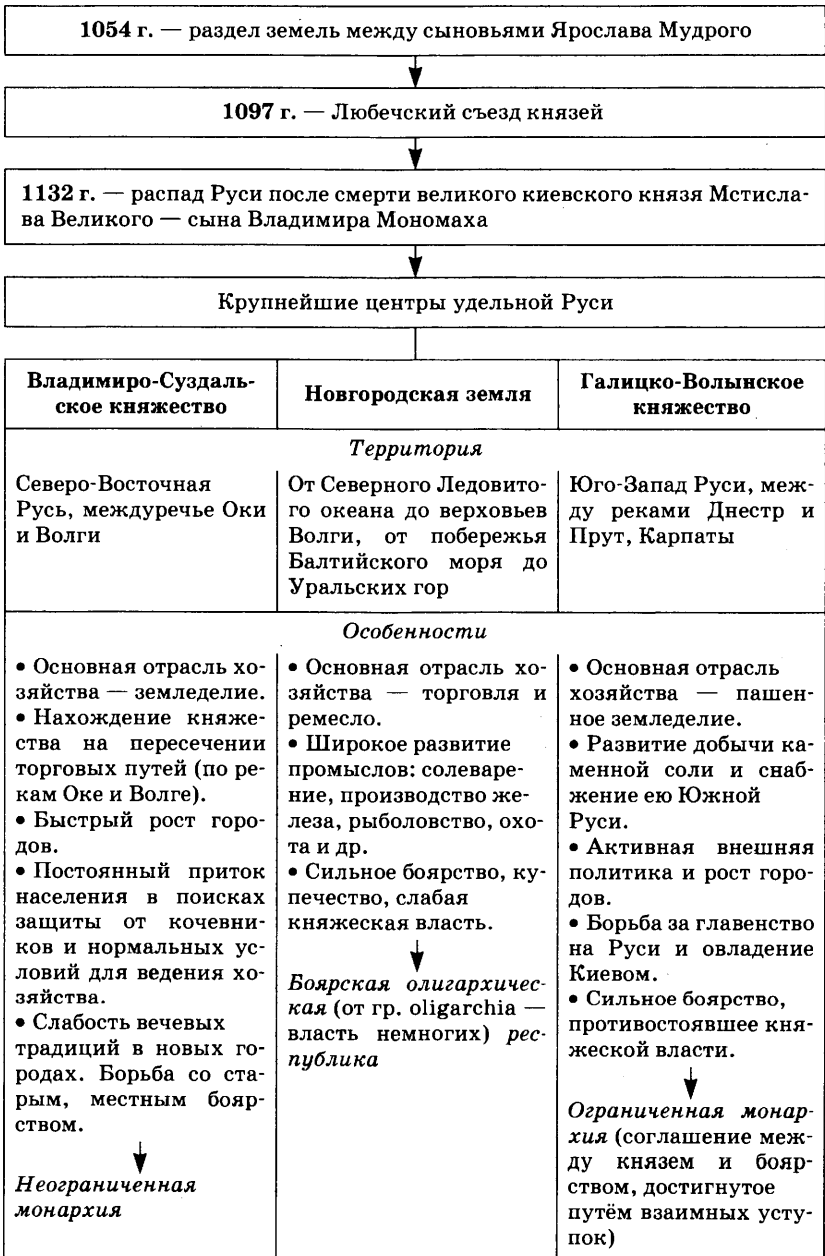 1054 г. — раздел земель между сыновьями Ярослава Мудрого
1097 г. — Любечский съезд князей
1132 г. — распад Руси после смерти великого киевского князя Мстисла-
ва Великого — сына Владимира Мономаха
Крупнейшие центры удельной Руси
Владимиро-Суздаль-
ское княжество
Новгородская земля
Галицко-Волынское
княжество
Территория
Северо-Восточная
Русь, междуречье Оки
и Волги
От Северного Ледовито-
го океана до верховьев
Волги, от побережья
Балтийского моря до
Уральских гор
Юго-Запад Руси, меж-
ду реками Днестр и
Прут, Карпаты
Особенности
• Основная отрасль хо-
зяйства — земледелие.
• Нахождение княже-
ства на пересечении
торговых путей (по ре-
кам Оке и Волге).
• Быстрый рост горо-
дов.
• Постоянный приток
населения в поисках
защиты от кочевни-
ков и нормальных ус-
ловий для ведения хо-
зяйства.
• Слабость вечевых
традиций в новых го-
родах. Борьба со ста-
рым, местным бояр-
ством.
Неограниченная
монархия
• Основная отрасль хо-
зяйства — торговля и
ремесло.
• Широкое развитие
промыслов: солеваре-
ние, производство же-
леза, рыболовство, охо-
та и др.
• Сильное боярство, ку-
печество, слабая
княжеская власть.
Боярская олигархичес-
кая (от гр. oligarchia —
власть немногих) рес-
публика
• Основная отрасль
хозяйства — пашен-
ное земледелие.
• Развитие добычи ка-
менной соли и снаб-
жение ею Южной
Руси.
• Активная внешняя
политика и рост горо-
дов.
• Борьба за главенство
на Руси и овладение
Киевом.
• Сильное боярство,
противостоявшее кня-
жеской власти.
Ограниченная монар-
хия (соглашение меж-
ду князем и бояр-
ством, достигнутое
путём взаимных усту-
пок)